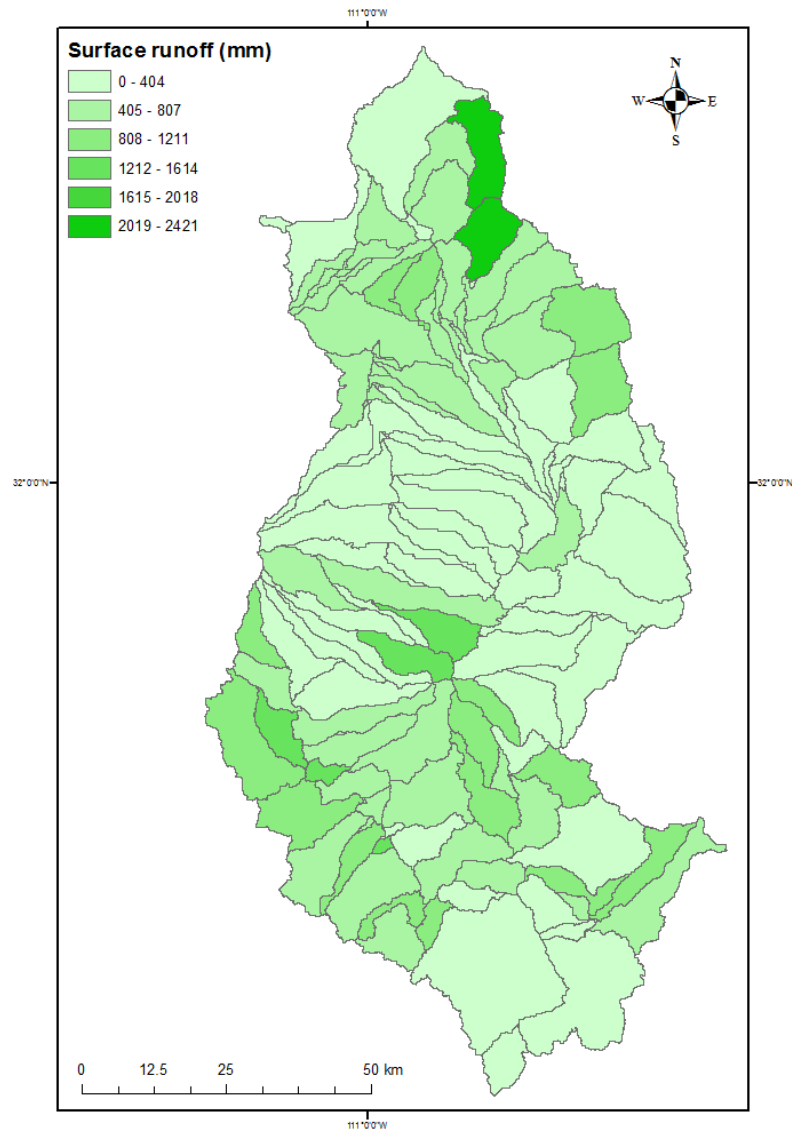 111°0'0"W
Surface runoff (mm)
0 - 404
405 - 807
808 - 1211
1212 - 1614
1615 - 2018
2019 - 2421
N
W E
S
32°0'0"N 32°0'0"N
0 12.5 25 50 km
111°0'0"W